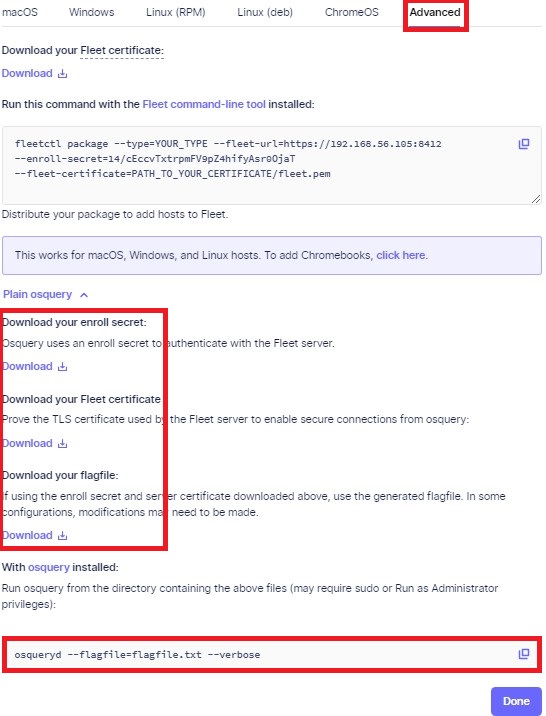 macOS Windows Linux (RPM) Linux (deb) ChromeOS Advanced
Download your Fleet certificate:
Download
Run this command with the Fleet command-line tool installed:
fleetctl package --type=YOUR_TYPE --fleet-url=https://192.168.56.105:8412
--enroll-secret=14/cEccvTxtrpmFV9pZ4hifyAsr0OjaT
--fleet-certificate=PATH_TO_YOUR_CERTIFICATE/fleet.pem
Distribute your package to add hosts to Fleet.
This works for macOS, Windows, and Linux hosts. To add Chromebooks, click here.
Plain osquery
Download your enroll secret:
Osquery uses an enroll secret to authenticate with the Fleet server.
Download
Download your Fleet certificate
Prove the TLS certificate used by the Fleet server to enable secure connections from osquery:
Download
Download your flagfile:
If using the enroll secret and server certificate downloaded above, use the generated flagfile. In some
configurations, modifications may need to be made.
Download
With osquery installed:
Run osquery from the directory containing the above files (may require sudo or Run as Administrator
privileges):
osqueryd --flagfile=flagfile.txt --verbose
Done